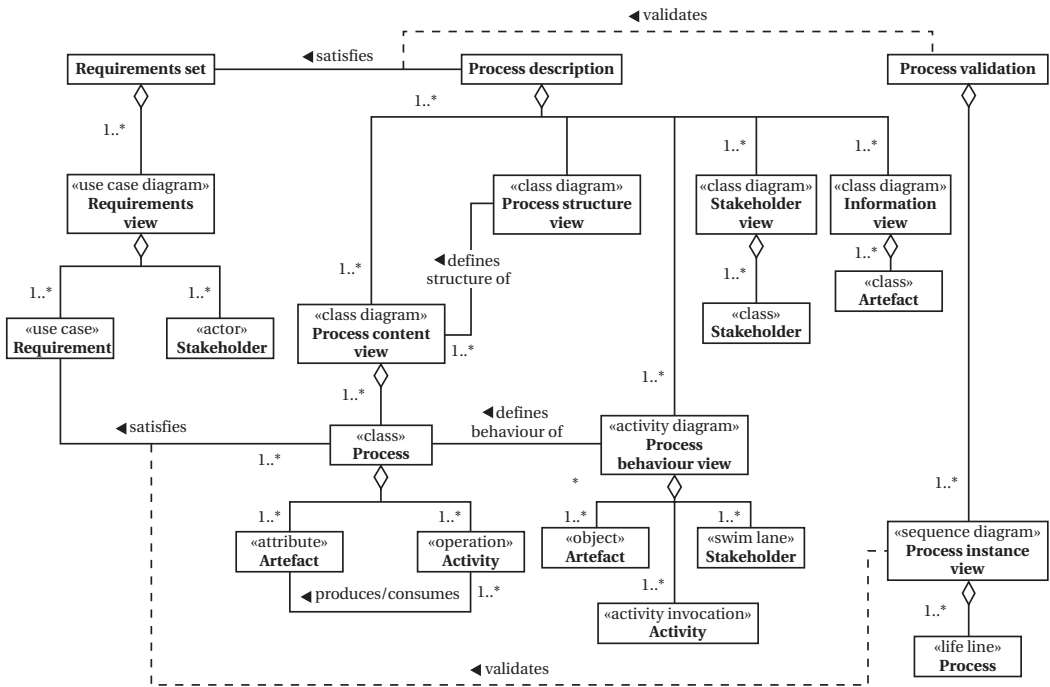 ◄ validates
◄ satisfies
Requirements set
Process description
Process validation
1..*
1..*
1..*
1..*
«use case diagram»
Requirements
view
«class diagram»
Process structure
view
«class diagram»
Stakeholder
view
«class diagram»
Information
view
◄ defines
structure of
1..*
1..*
1..*
1..*
1..*
«class»
Artefact
«use case»
Requirement
«actor»
Stakeholder
«class diagram»
Process content
view
1..*
«class»
Stakeholder
1..*
1..*
◄ satisfies
1..*
«class»
Process
◄ defines
behaviour of
«activity diagram»
Process
behaviour view
*
1..*
1..*
1..*
1..*
1..*
1..*
«attribute»
Artefact
«operation»
Activity
«object»
Artefact
«swim lane»
Stakeholder
«sequence diagram»
Process instance
view
◄ produces/consumes
1..*
1..*
«activity invocation»
Activity
1..*
«life line»
Process
◄ validates